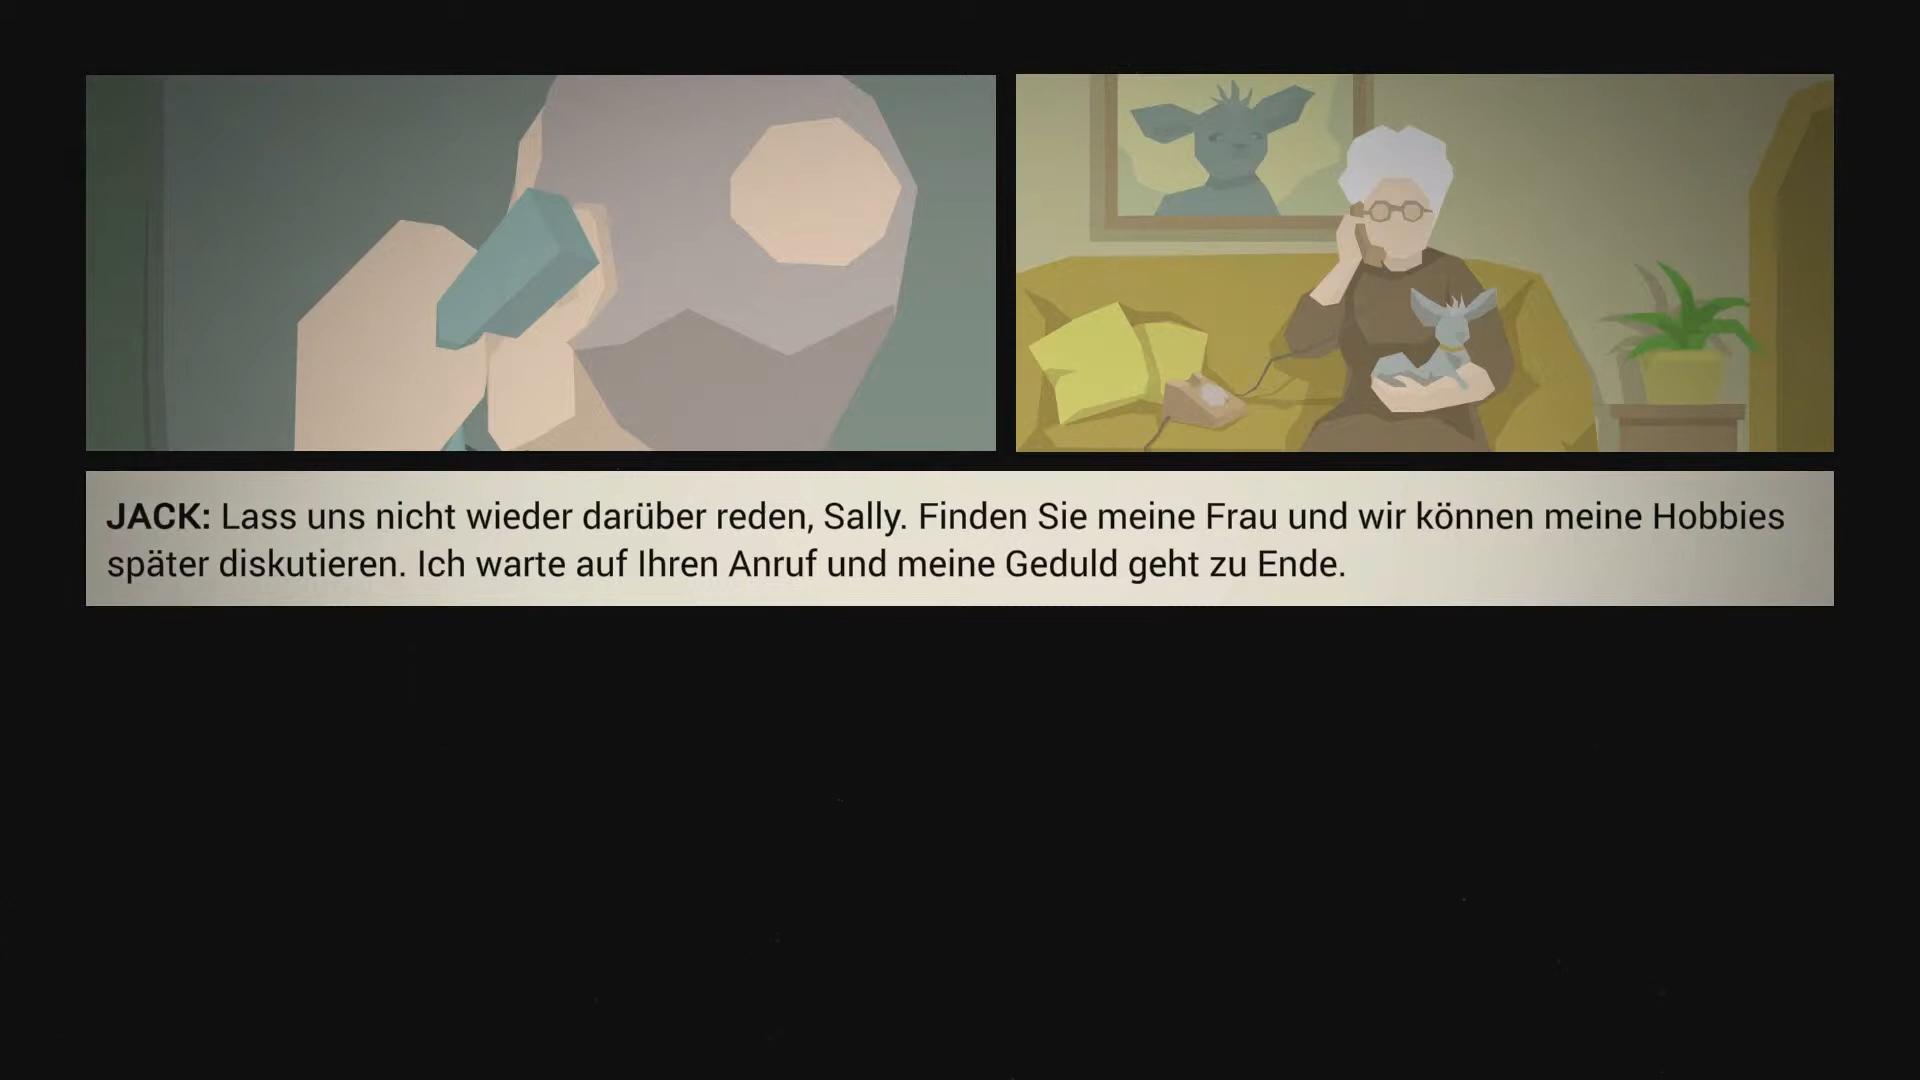 JACK: Lass uns nicht wieder darüber reden, Sally. Finden Sie meine Frau und wir können meine Hobbies
später diskutieren. Ich warte auf Ihren Anruf und meine Geduld geht zu Ende.